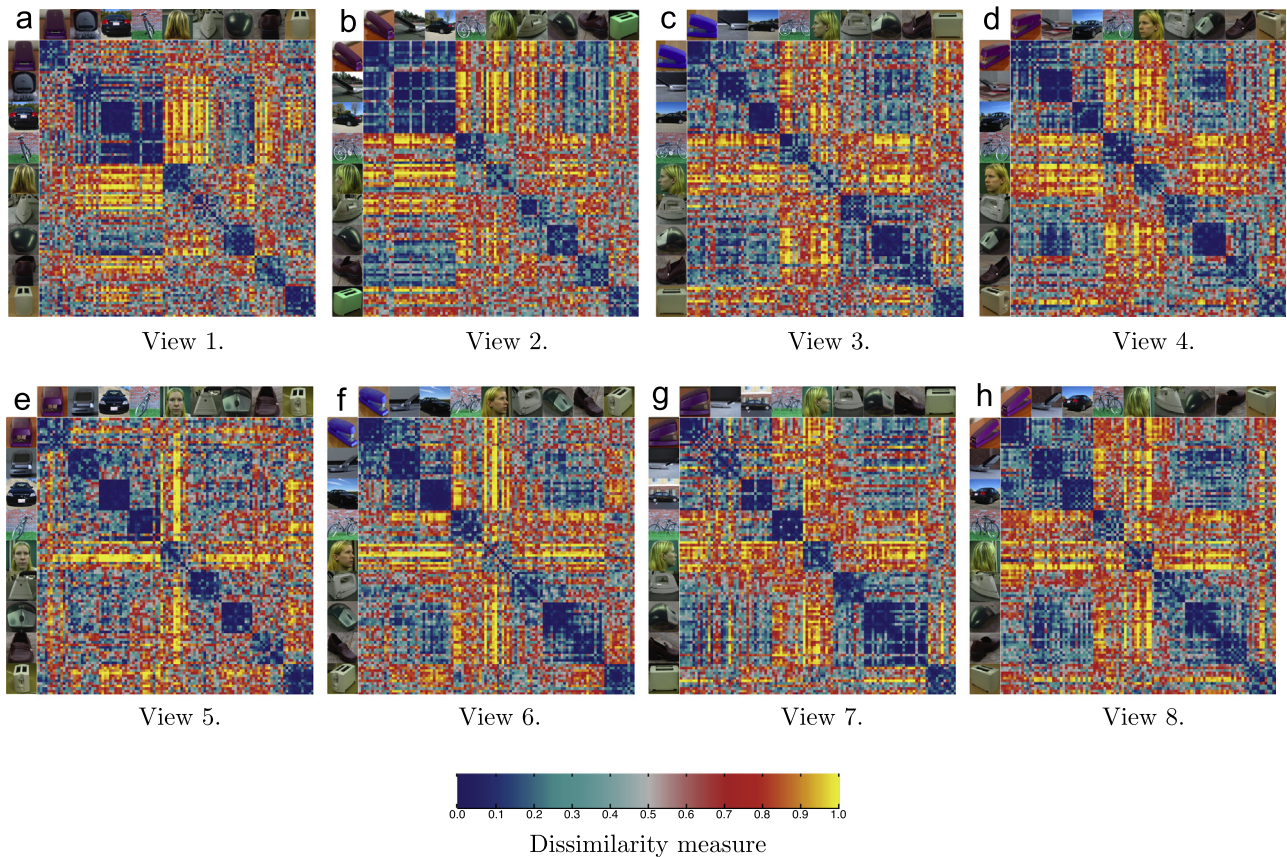 a b c d
View 1. View 2. View 3. View 4.
e f g h
View 5. View 6. View 7. View 8.
0.0 0.1 0.2 0.3 0.4 0.5 0.6 0.7 0.8 0.9 1.0
Dissimilarity measure